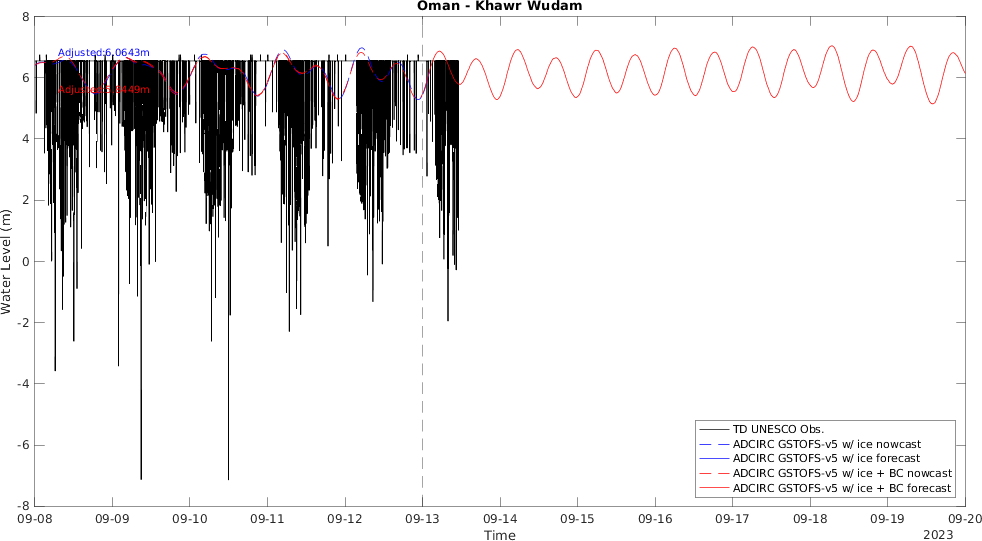 Oman - Khawr Wudam
8
6
4
2
0
-2
-4
-6
-8
Water Level (m)
Adjusted:6.0643m
TD UNESCO Obs.
ADCIRC GSTOFS-v5 w/ ice nowcast
ADCIRC GSTOFS-v5 w/ ice forecast
ADCIRC GSTOFS-v5 w/ ice + BC nowcast
ADCIRC GSTOFS-v5 w/ ice + BC forecast
09-08 09-09 09-10 09-11 09-12 09-13 09-14 09-15 09-16 09-17 09-18 09-19 09-20
Time
2023